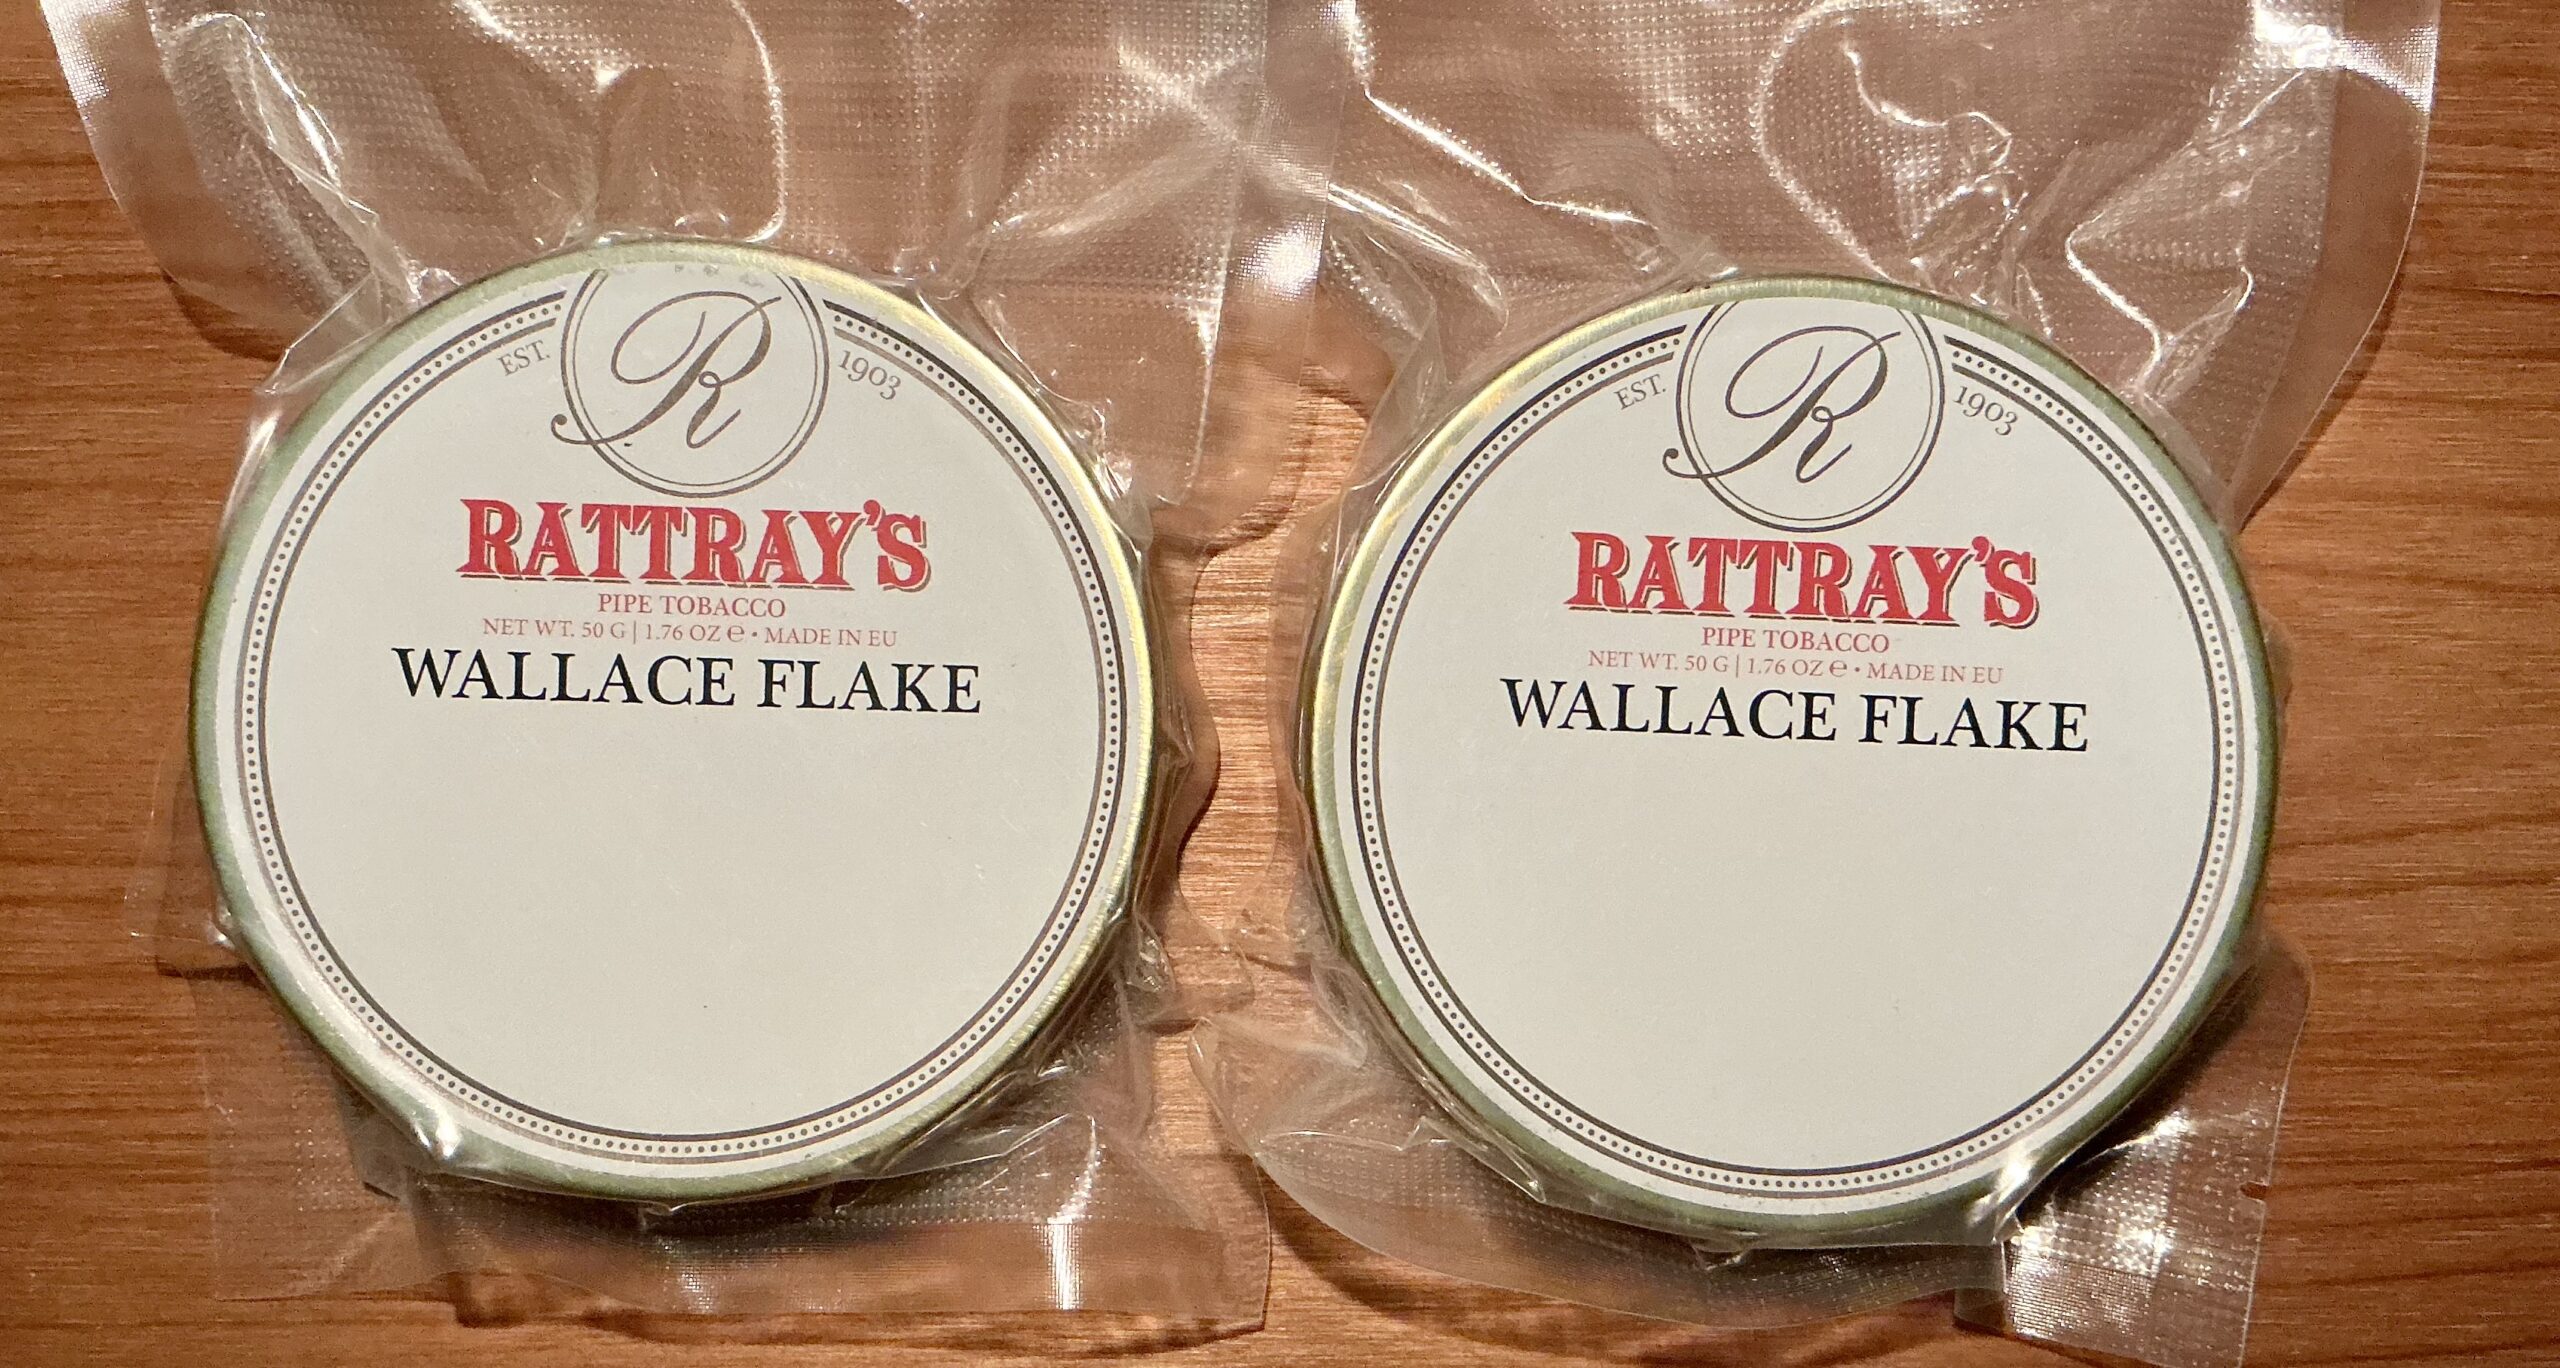 R
EST. 1903
RATTRAY'S
PIPE TOBACCO
NET WT. 50 G | 1.76 OZ ℮ • MADE IN EU
WALLACE FLAKE
R
EST. 1903
RATTRAY'S
PIPE TOBACCO
NET WT. 50 G | 1.76 OZ ℮ • MADE IN EU
WALLACE FLAKE